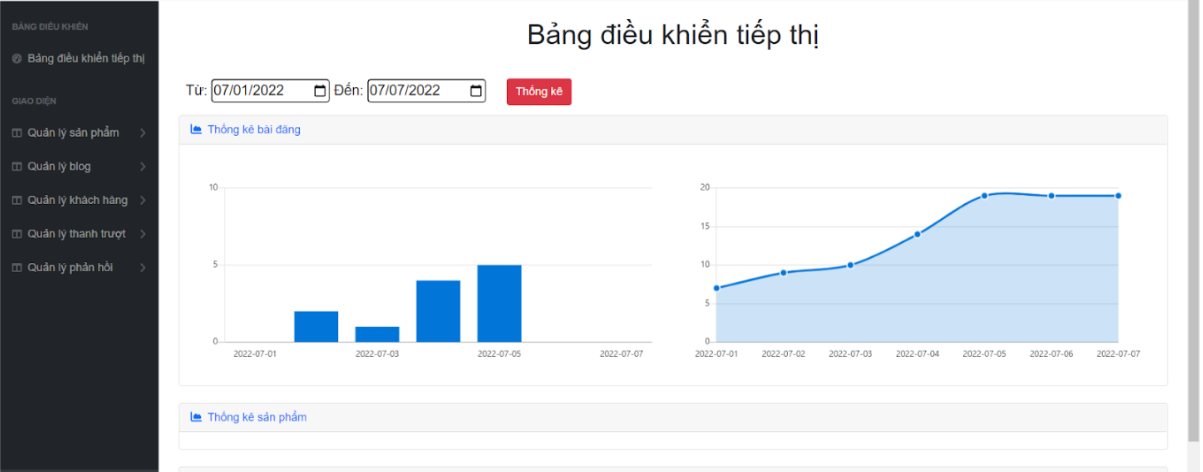 BẢNG ĐIỀU KHIỂN
Bảng điều khiển tiếp thị
GIAO DIỆN
Quản lý sản phẩm
Quản lý blog
Quản lý khách hàng
Quản lý thanh trượt
Quản lý phản hồi
Bảng điều khiển tiếp thị
Từ: 07/01/2022 Đến: 07/07/2022 Thống kê
Thống kê bài đăng
10
5
0
2022-07-01 2022-07-03 2022-07-05 2022-07-07
20
15
10
5
0
2022-07-01 2022-07-02 2022-07-03 2022-07-04 2022-07-05 2022-07-06 2022-07-07
Thống kê sản phẩm